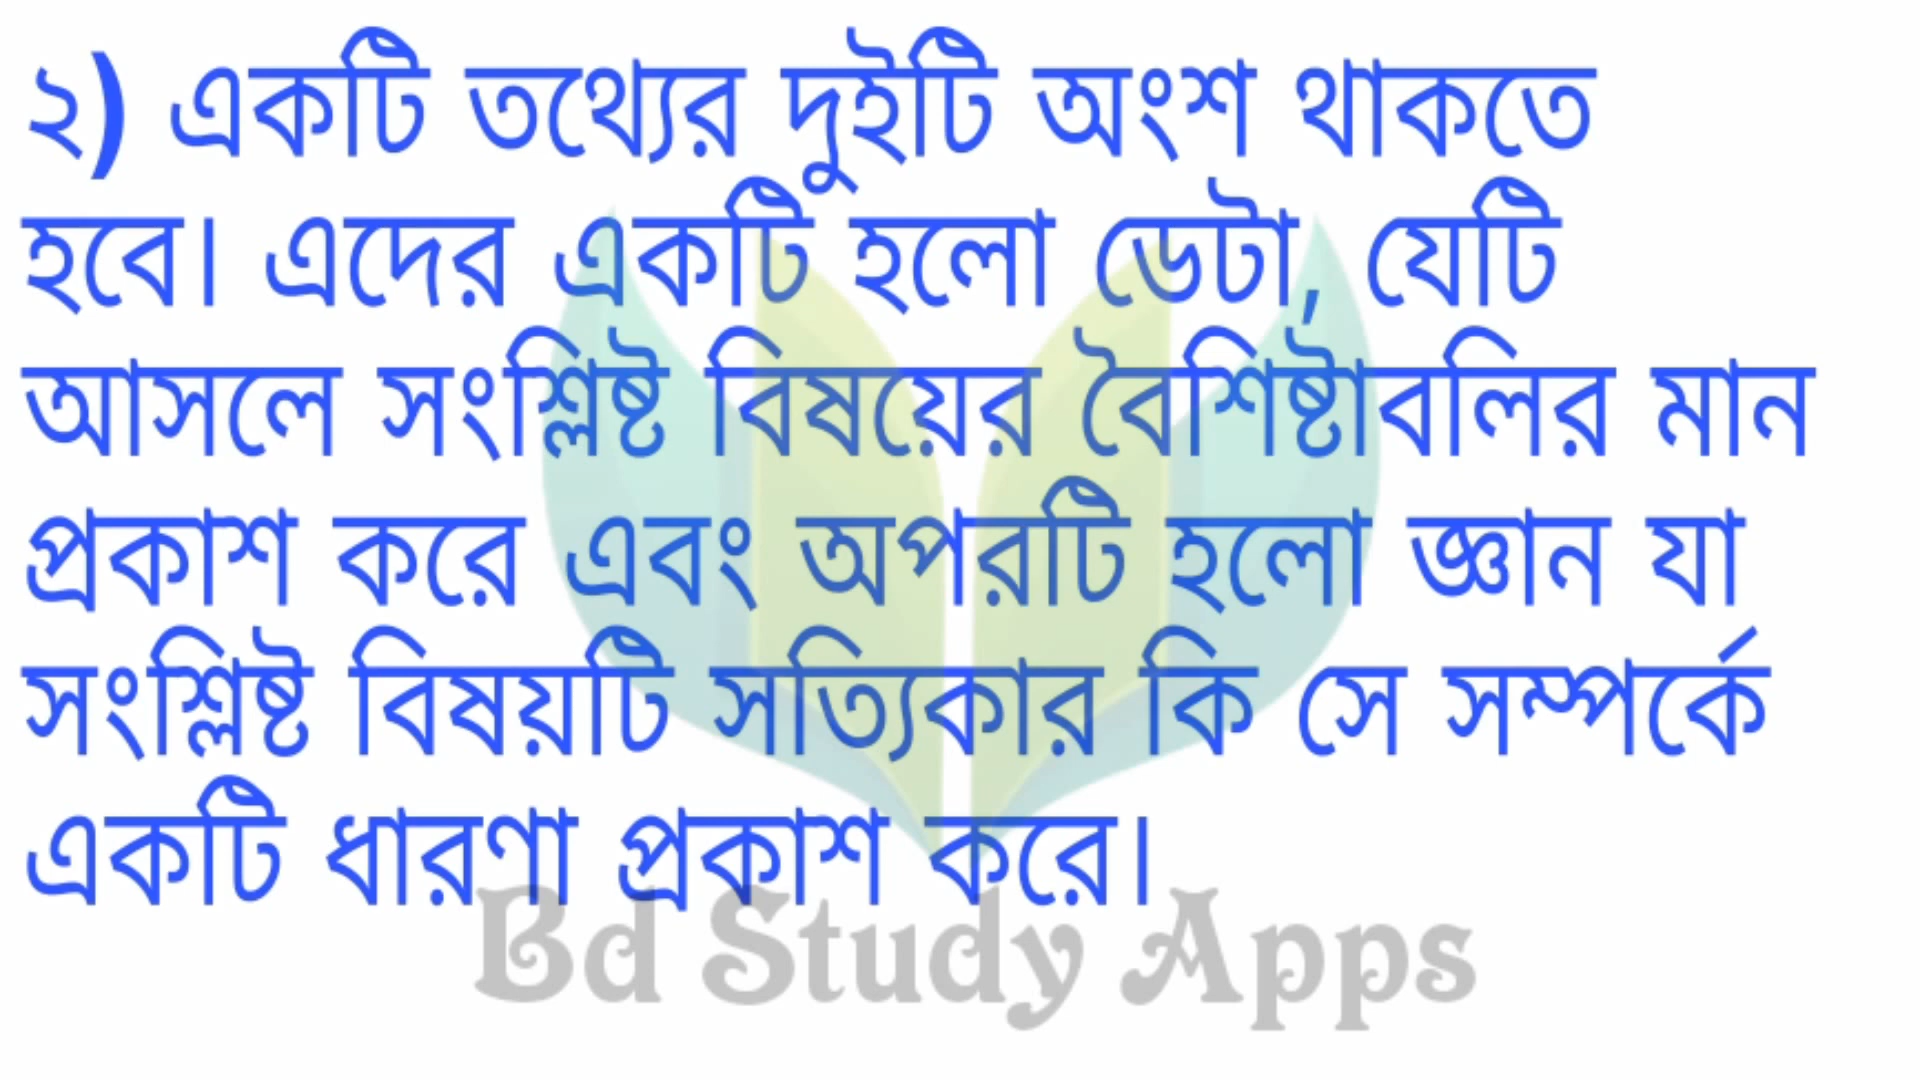 ২) একটি তথ্যের দুইটি অংশ থাকতে
হবে। এদের একটি হলো ডেটা, যেটি
আসলে সংশ্লিষ্ট বিষয়ের বৈশির্ষ্টাবলির মান
প্রকাশ করে এবং অপরটি হলো জ্ঞান যা
সংশ্লিষ্ট বিষয়টি সত্যিকার কি সে সম্পর্কে
একটি ধারণা প্রকাশ করে।
Bd Study Apps